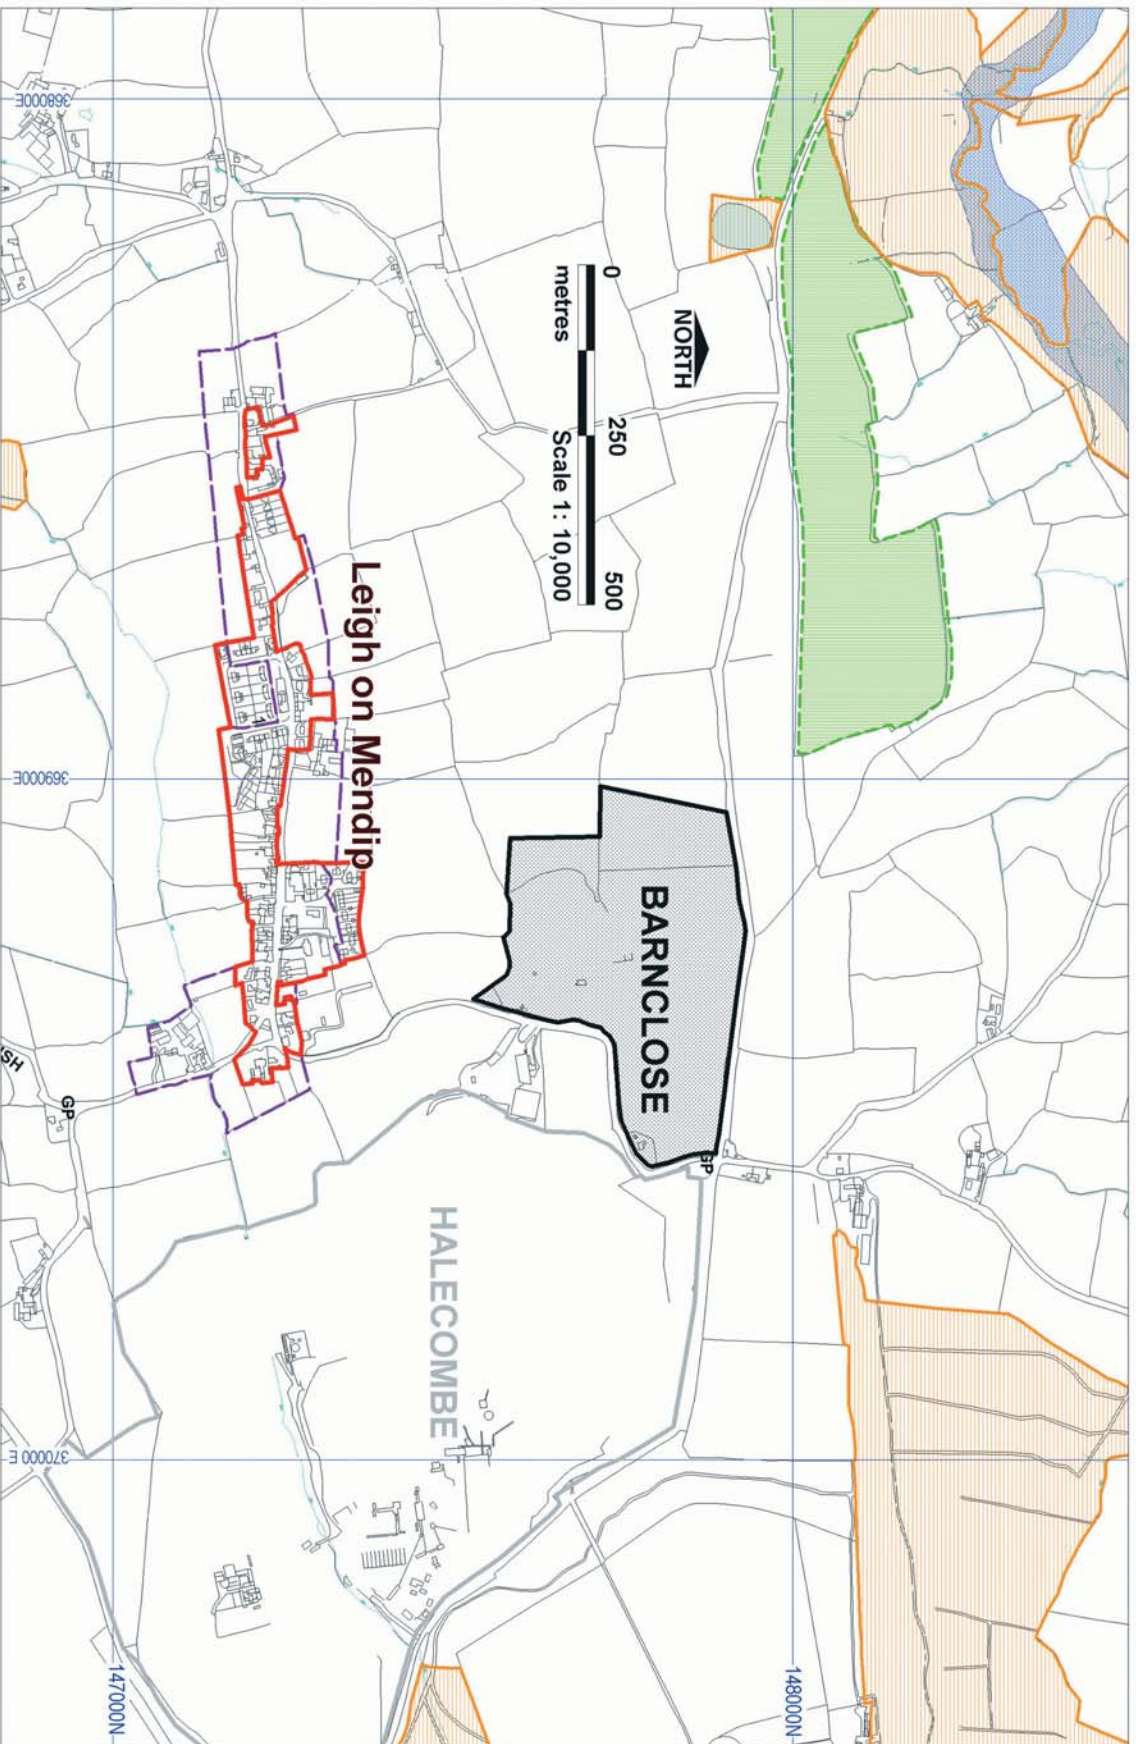 368000E
369000E
370000 E
148000N
147000N
NORTH
0
250
500
metres
Scale 1: 10,000
BARNCLOSE
GP
Leigh on Mendip
HALECOMBE
GP